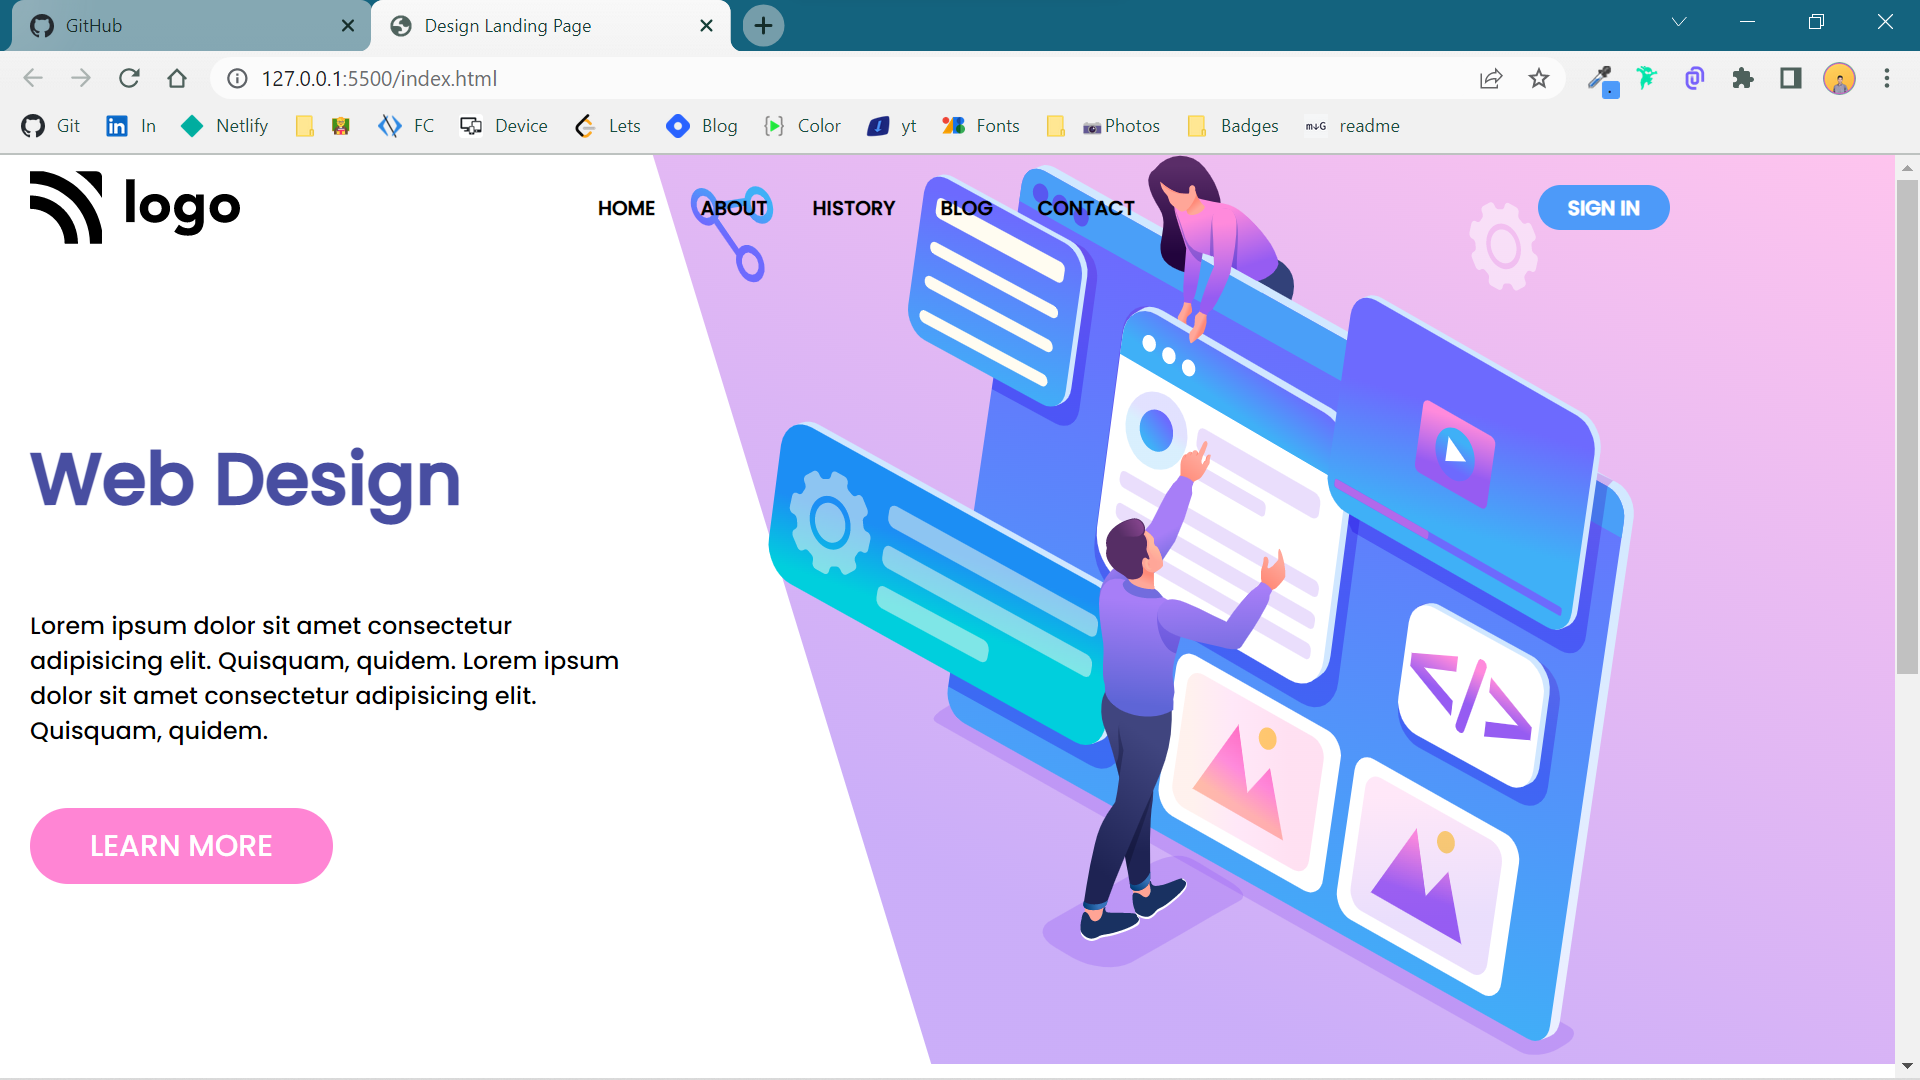 GitHub
Design Landing Page
127.0.0.1:5500/index.html
Git In Netlify FC Device Lets Blog Color yt Fonts Photos Badges readme
logo HOME ABOUT HISTORY BLOG CONTACT SIGN IN
Web Design
Lorem ipsum dolor sit amet consectetur
adipisicing elit. Quisquam, quidem. Lorem ipsum
dolor sit amet consectetur adipisicing elit.
Quisquam, quidem.
LEARN MORE